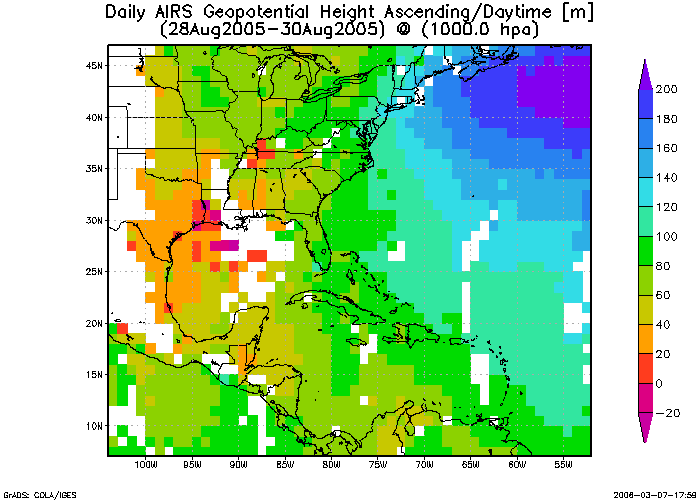 Daily AIRS Geopotential Height Ascending/Daytime [m]
(28Aug2005-30Aug2005) @ (1000.0 hpa)
45N
40N
35N
30N
25N
20N
15N
10N
100W 95W 90W 85W 80W 75W 70W 65W 60W 55W
200
180
160
140
120
100
80
60
40
20
0
-20
GrADS: COLA/IGES
2006-03-07-17:59